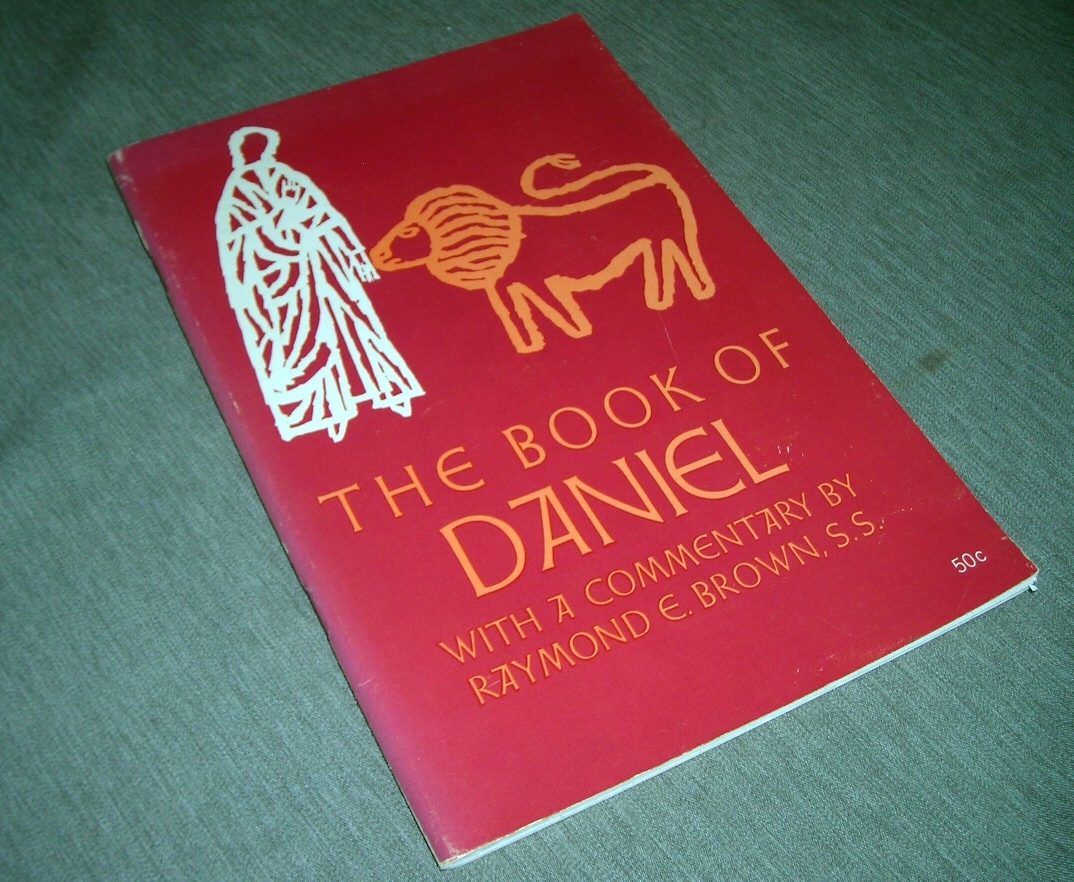 THE BOOK OF
DANIEL
WITH A COMMENTARY BY
RAYMOND E. BROWN, S.S.
50c